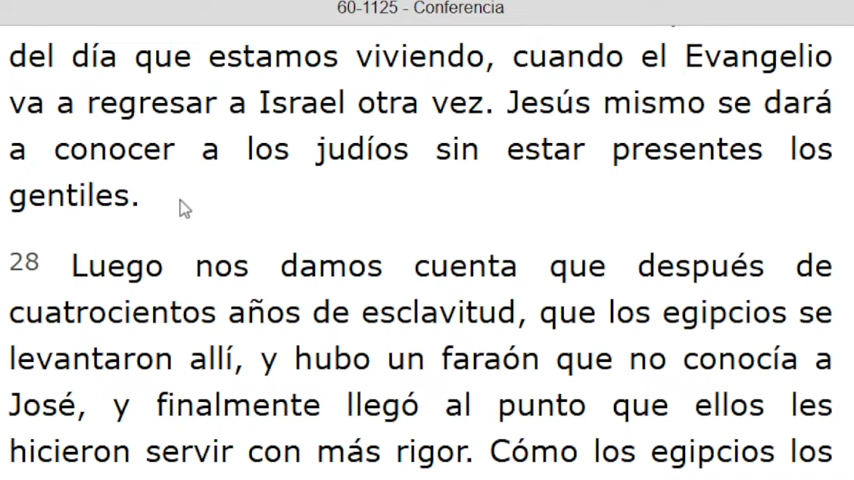 60-1125 - Conferencia
del día que estamos viviendo, cuando el Evangelio
va a regresar a Israel otra vez. Jesús mismo se dará
a conocer a los judíos sin estar presentes los
gentiles.
28 Luego nos damos cuenta que después de
cuatrocientos años de esclavitud, que los egipcios se
levantaron allí, y hubo un faraón que no conocía a
José, y finalmente llegó al punto que ellos les
hicieron servir con más rigor. Cómo los egipcios los